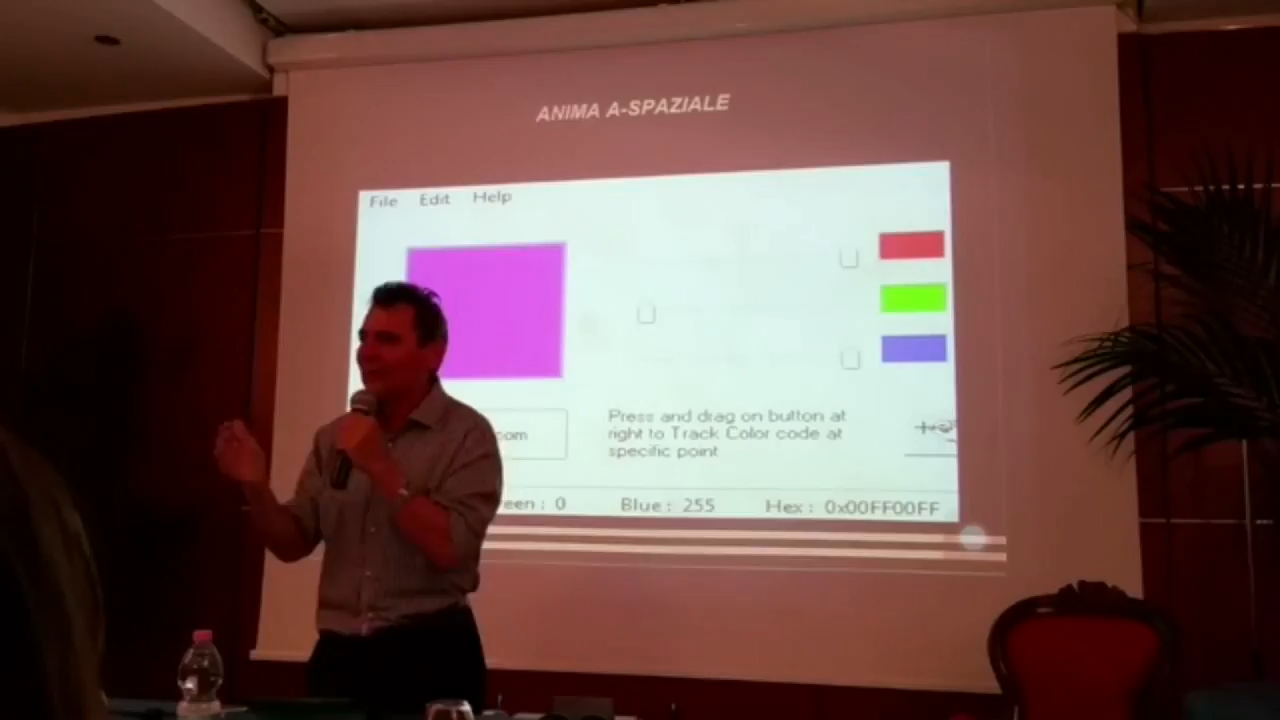 ANIMA A-SPAZIALE
File Edit Help
Press and drag on button at
right to Track Color code at
specific point
Blue : 255 Hex : 0x00FF00FF